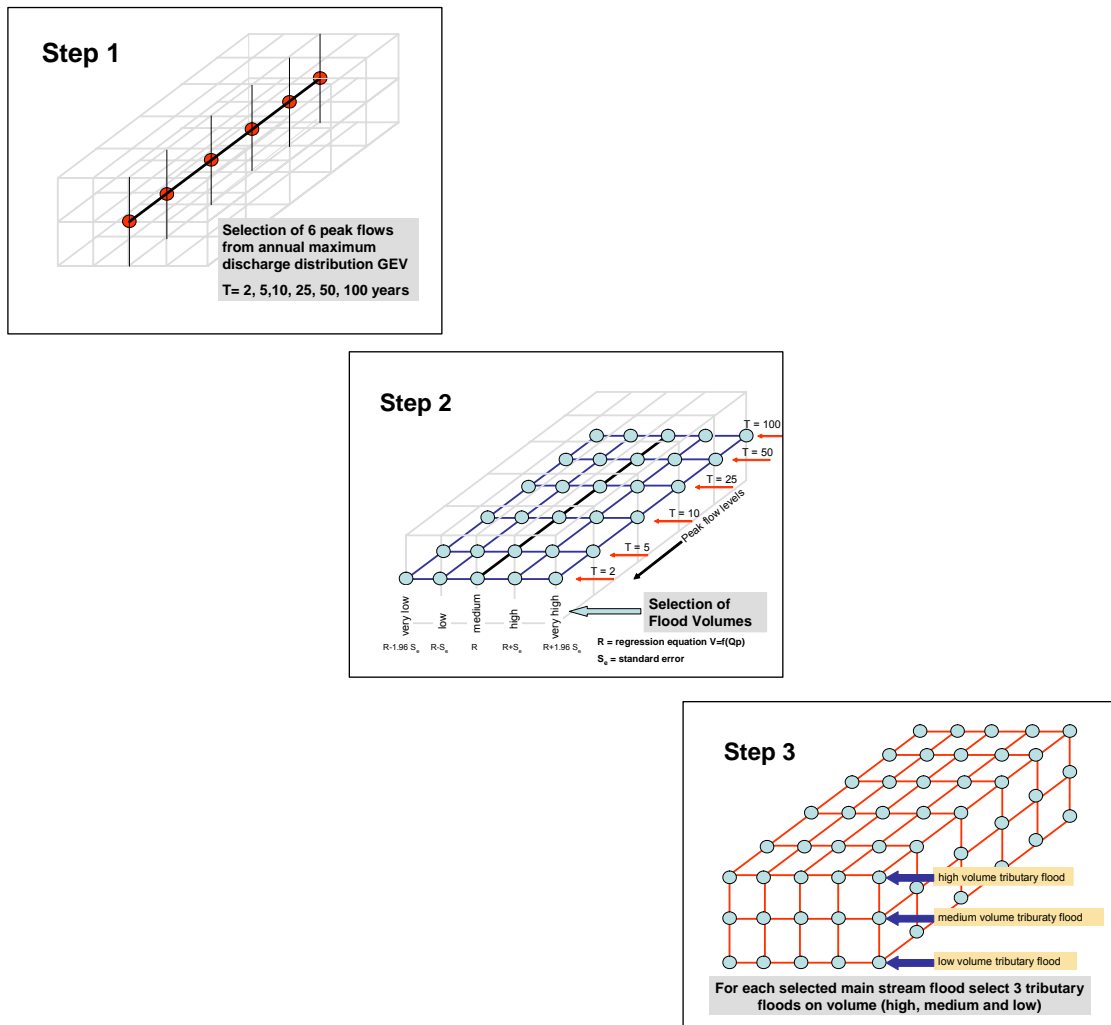 Step 1
Selection of 6 peak flows
from annual maximum
discharge distribution GEV
T= 2, 5,10, 25, 50, 100 years
Step 2
T = 100
T = 50
T = 25
T = 10
T = 5
T = 2
Peak flow levels
very low
low
medium
high
very high
R-1.96 Se
R-Se
R
R+Se
R+1.96 Se
Selection of
Flood Volumes
R = regression equation V=f(Qp)
Se = standard error
Step 3
high volume tributary flood
medium volume triburaty flood
low volume tributary flood
For each selected main stream flood select 3 tributary
floods on volume (high, medium and low)